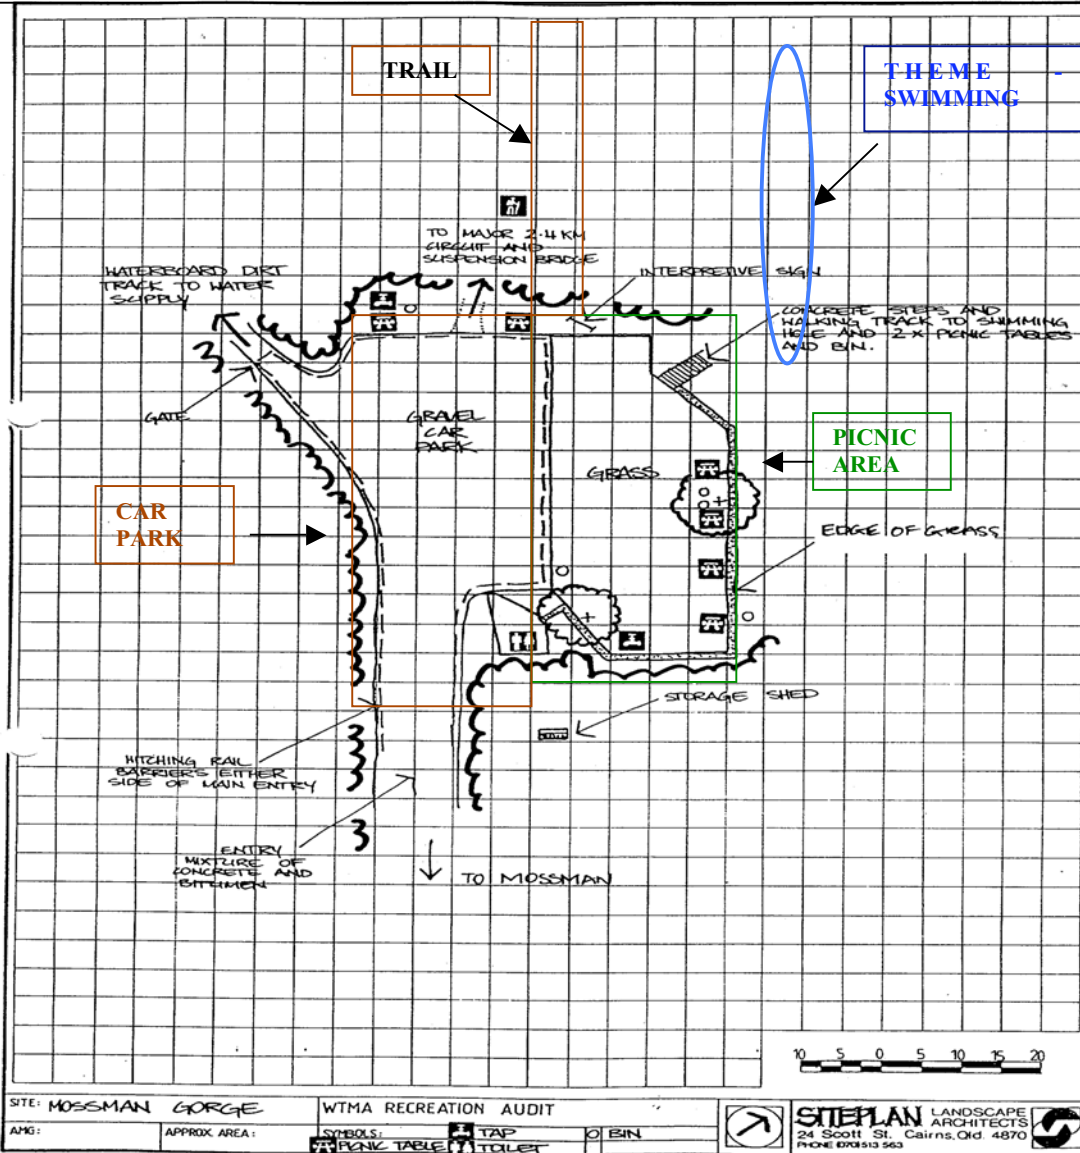 TRAIL
THEME -
SWIMMING
TO MAJOR 2.4 KM
CIRCUIT AND
SUSPENSION BRIDGE
WATERBOARD DIRT
TRACK TO WATER
SUPPLY
INTERPRETIVE SIGN
CONCRETE STEPS AND
WALKING TRACK TO SWIMMING
HOLE AND 2 X PICNIC TABLES
AND BIN.
GATE
GRAVEL
CAR
PARK
GRASS
PICNIC
AREA
CAR
PARK
EDGE OF GRASS
STORAGE SHED
HITCHING RAIL
BARRIERS EITHER
SIDE OF MAIN ENTRY
ENTRY
MIXTURE OF
CONCRETE AND
BITUMEN
TO MOSSMAN
10 5 0 5 10 15 20
SITE: MOSSMAN GORGE
WTMA RECREATION AUDIT
AMG:
APPROX AREA:
SYMBOLS:
TAP
O BIN
PICNIC TABLE
TOILET
SITEPLAN LANDSCAPE
ARCHITECTS
24 Scott St. Cairns, Qld. 4870
PHONE (070) 513 563